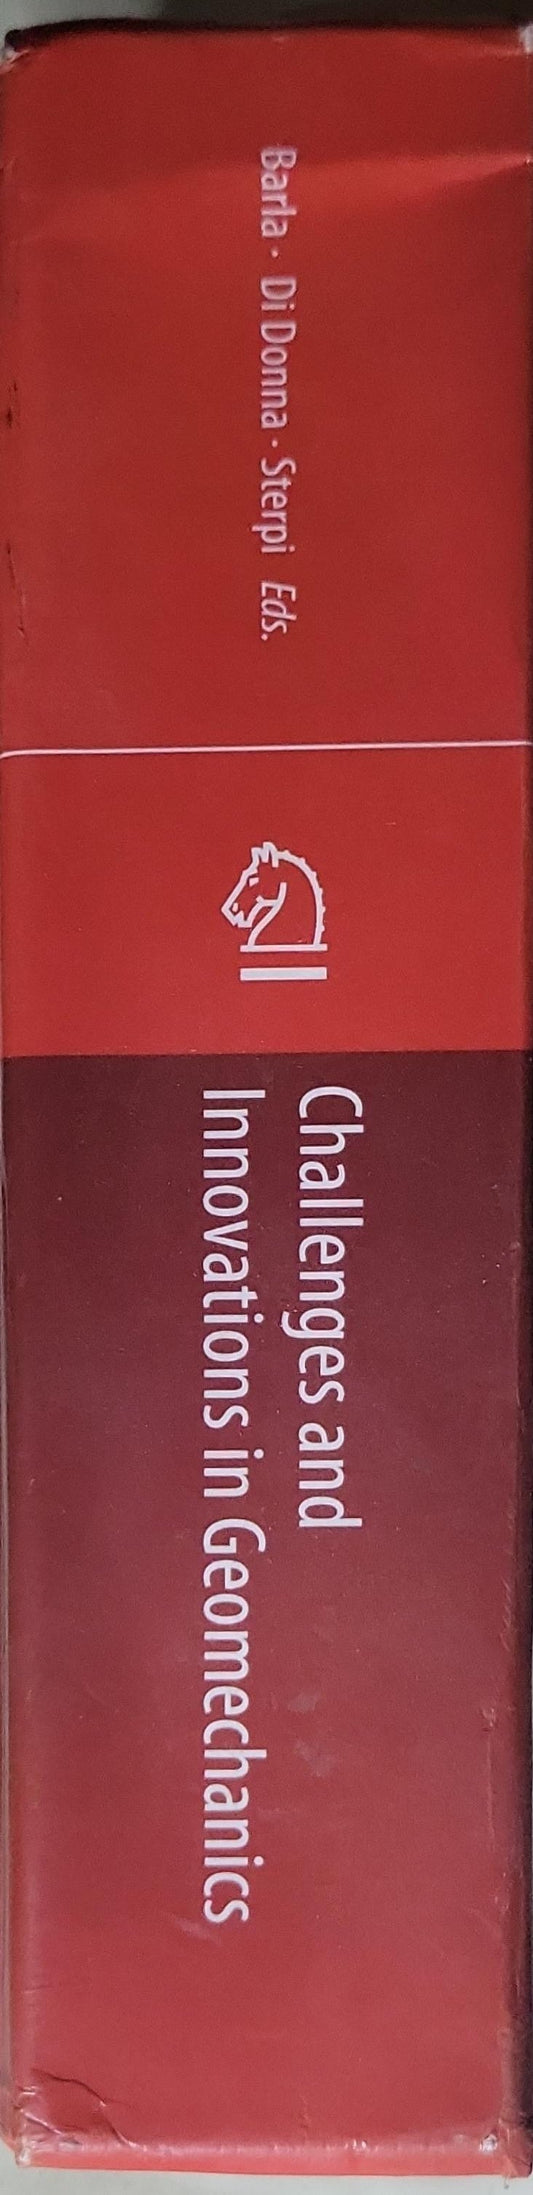 Barla · Di Donna · Sterpi Eds.
Challenges and
Innovations in Geomechanics